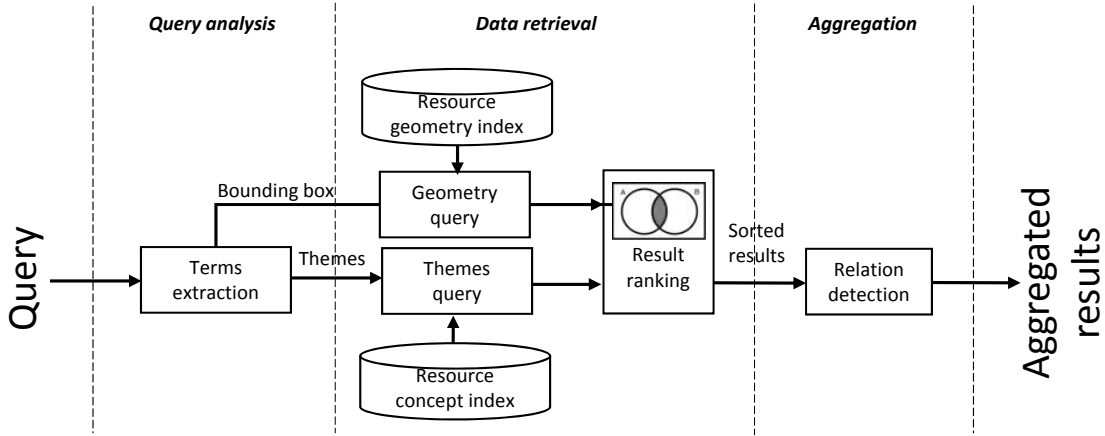 Query analysis
Data retrieval
Aggregation
Resource
geometry index
Bounding box
Geometry
query
A
B
Query
Terms
extraction
Themes
Themes
query
Result
ranking
Sorted
results
Relation
detection
Aggregated
results
Resource
concept index